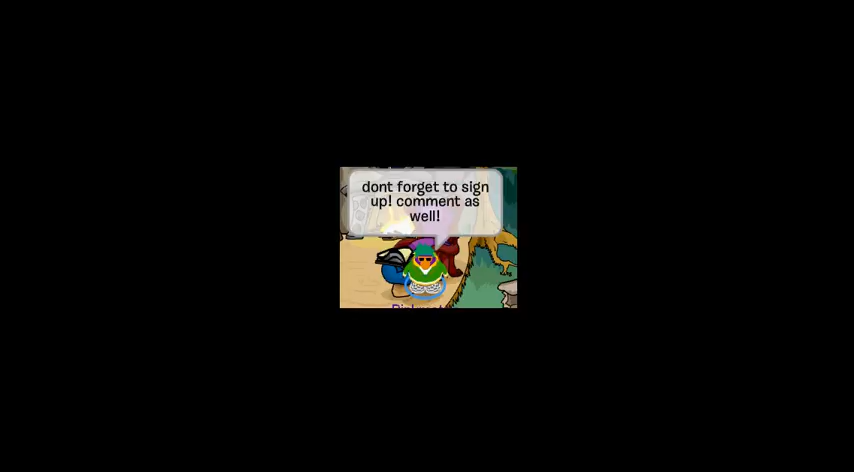 dont forget to sign
up! comment as
well!